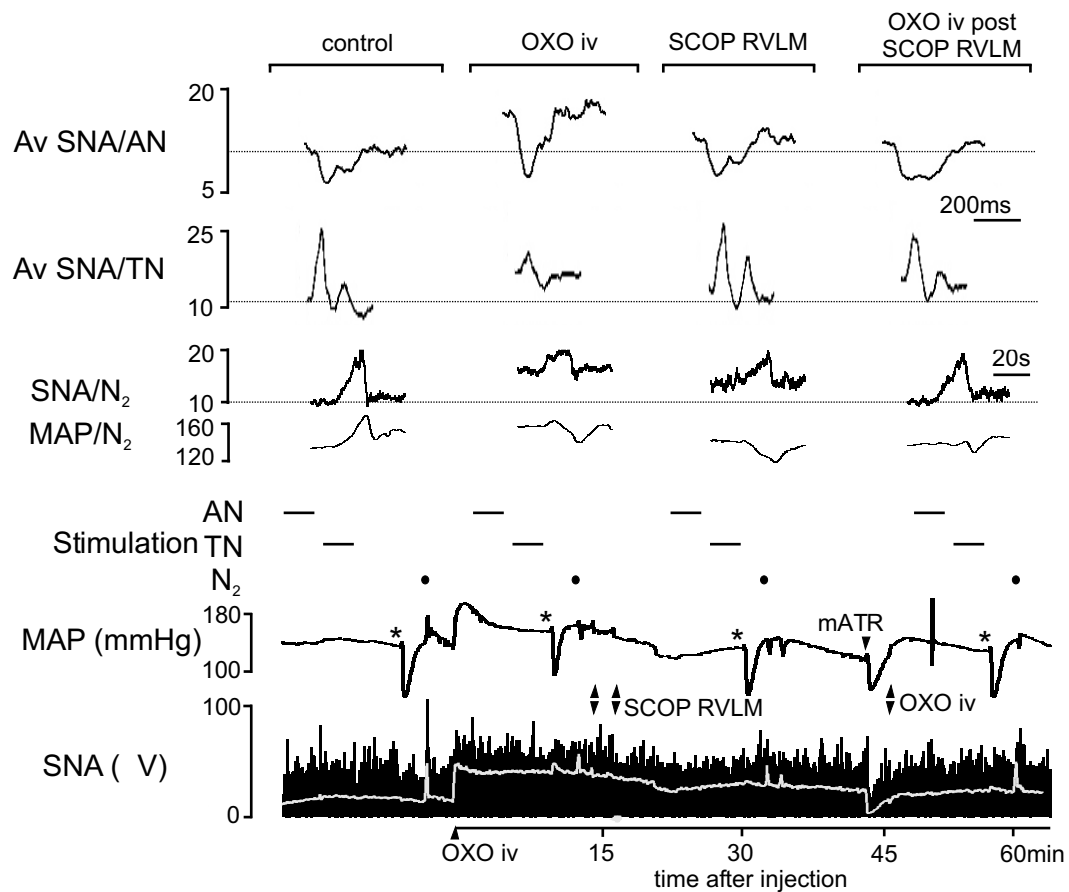 control OXO iv SCOP RVLM OXO iv post
SCOP RVLM
20
Av SNA/AN
5
200ms
25
Av SNA/TN
10
20
20s
SNA/N₂
10
MAP/N₂ 160
120
AN
Stimulation TN
N₂
180
MAP (mmHg) * * * mATR *
100
SCOP RVLM OXO iv
100
50
SNA ( V)
0
OXO iv 15 30 45 60min
time after injection